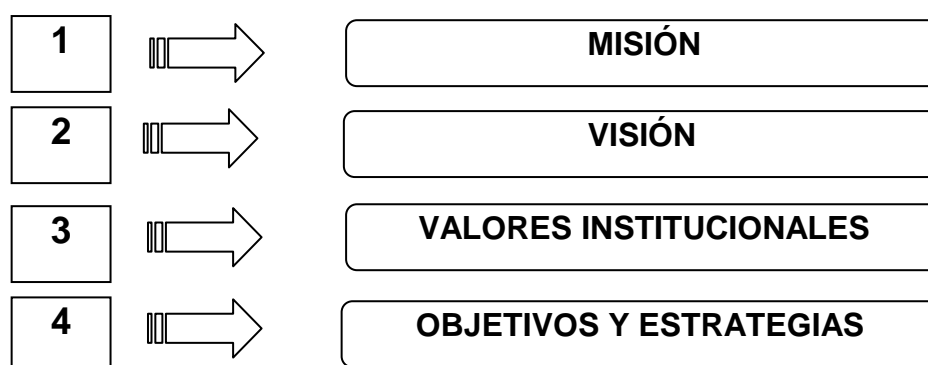 1 MISIÓN
2 VISIÓN
3 VALORES INSTITUCIONALES
4 OBJETIVOS Y ESTRATEGIAS